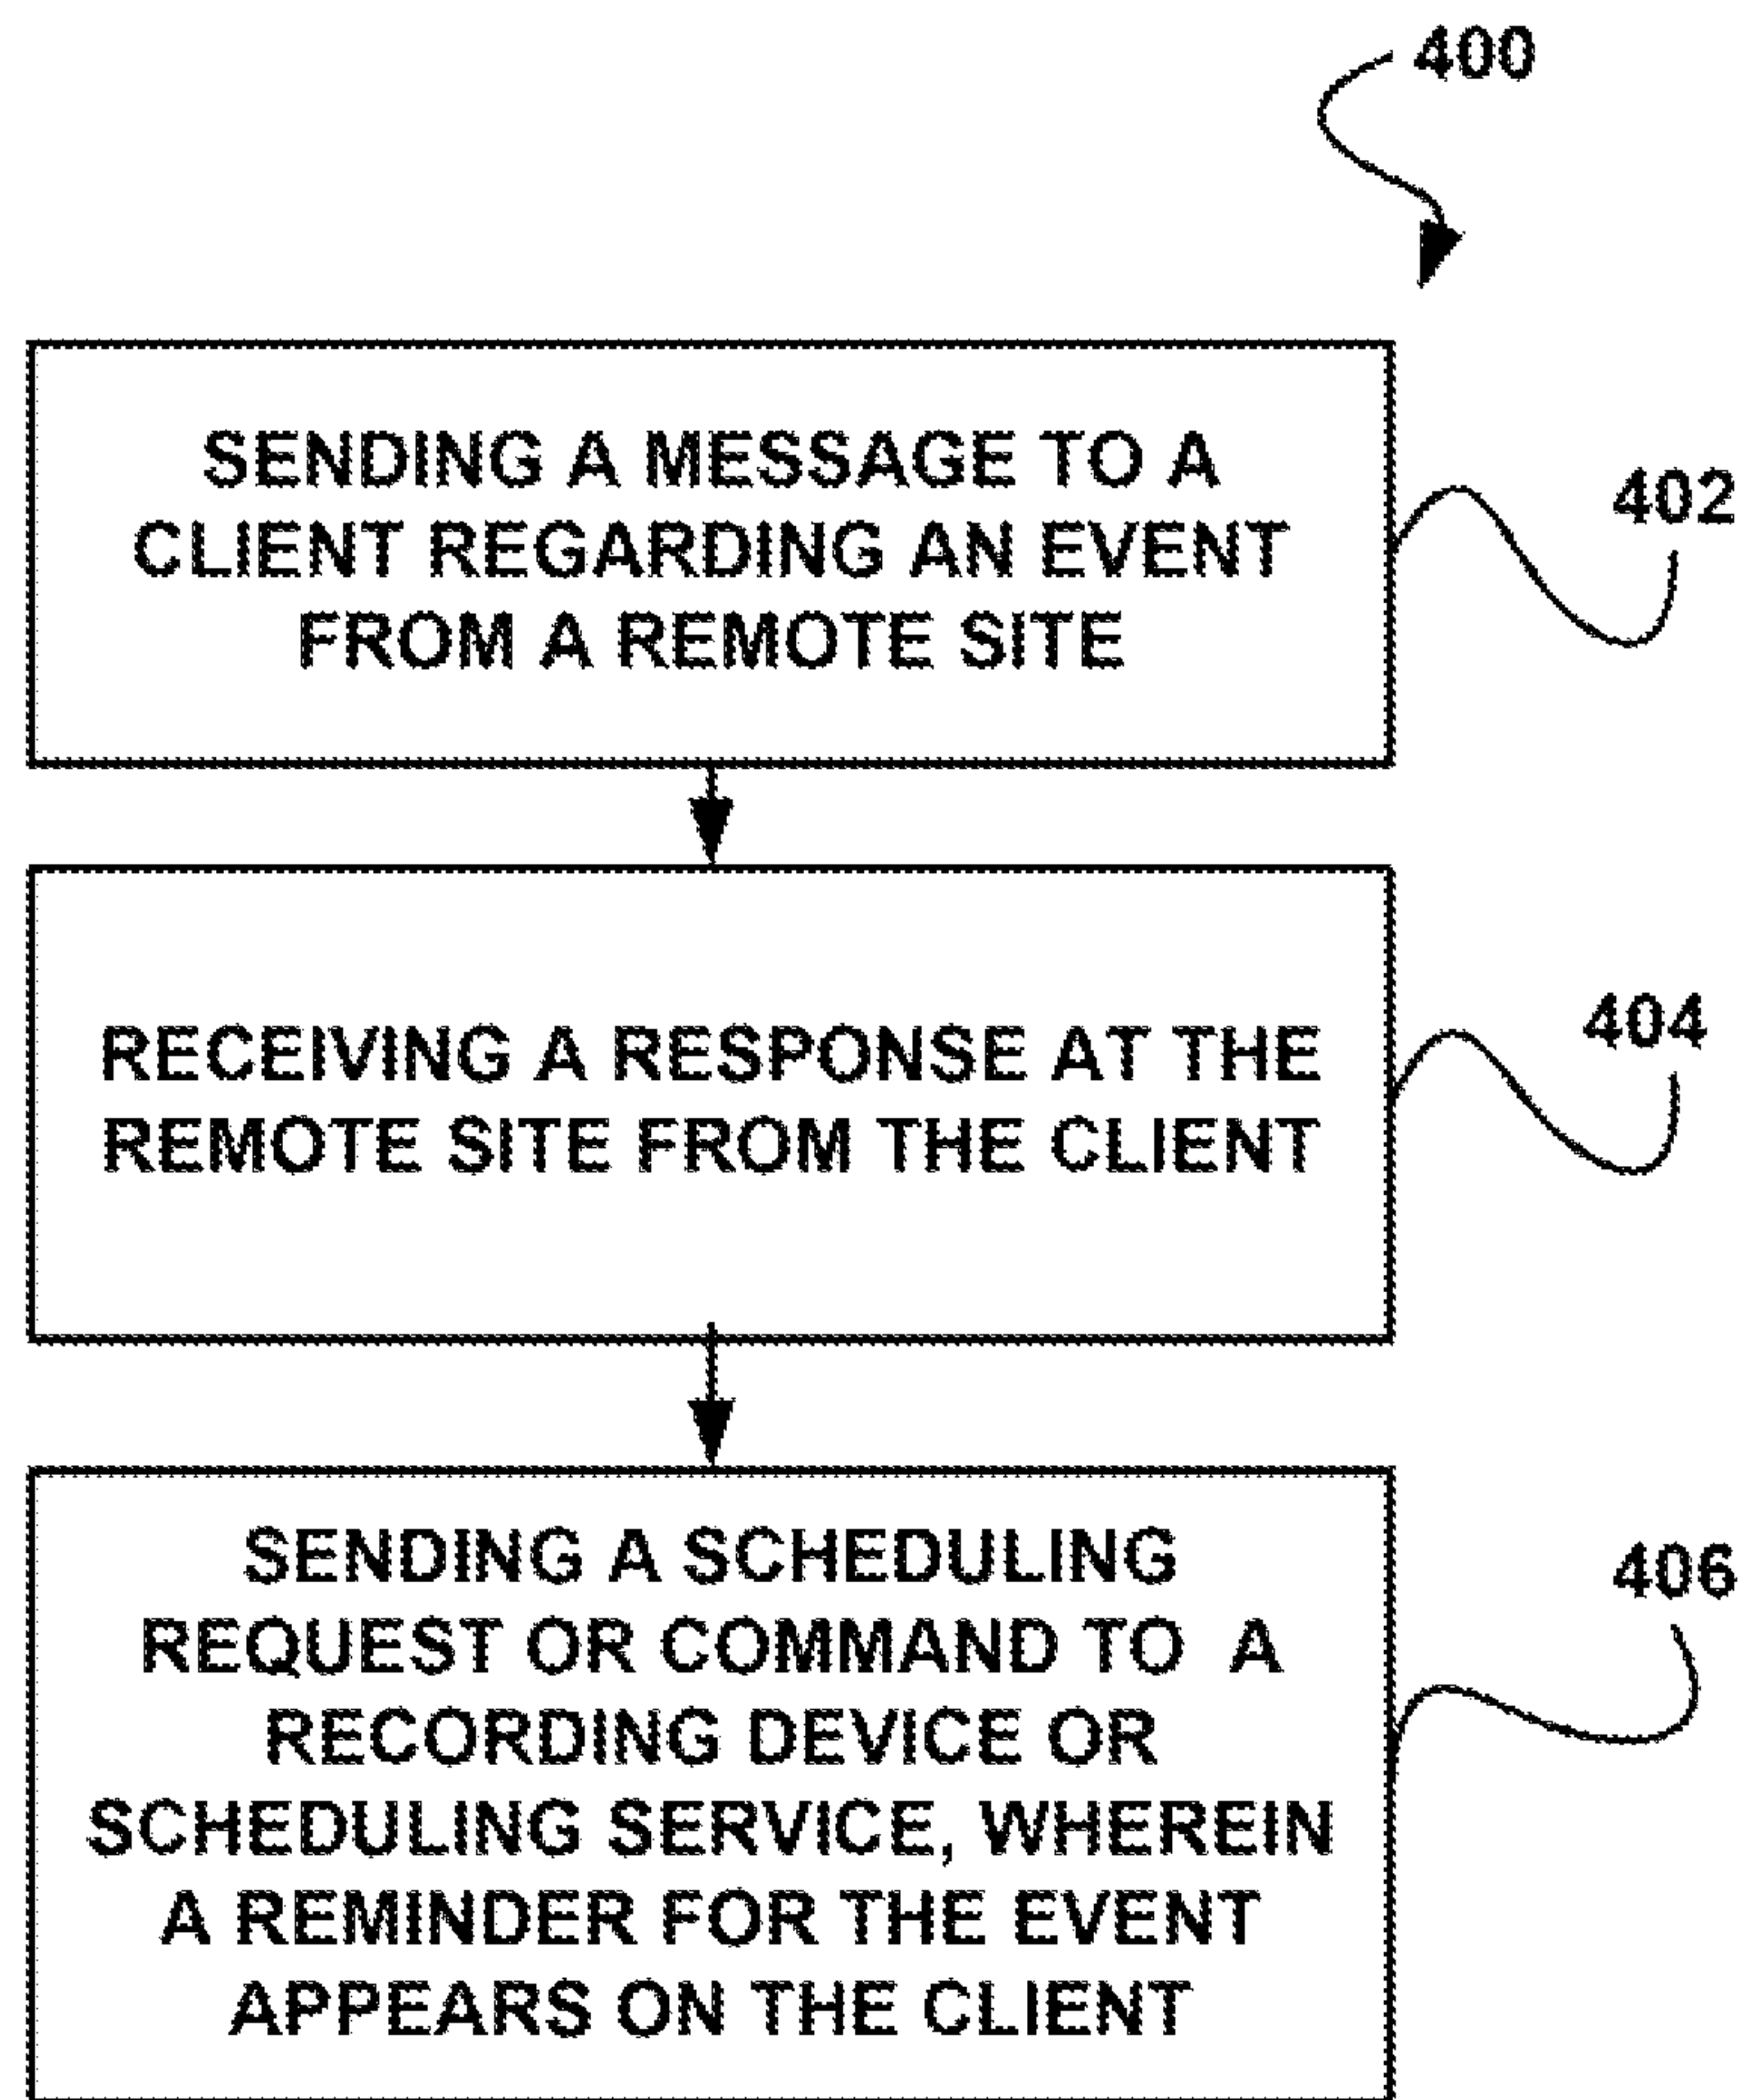 400
SENDING A MESSAGE TO A
CLIENT REGARDING AN EVENT
FROM A REMOTE SITE
402
RECEIVING A RESPONSE AT THE
REMOTE SITE FROM THE CLIENT
404
SENDING A SCHEDULING
REQUEST OR COMMAND TO A
RECORDING DEVICE OR
SCHEDULING SERVICE, WHEREIN
A REMINDER FOR THE EVENT
APPEARS ON THE CLIENT
406